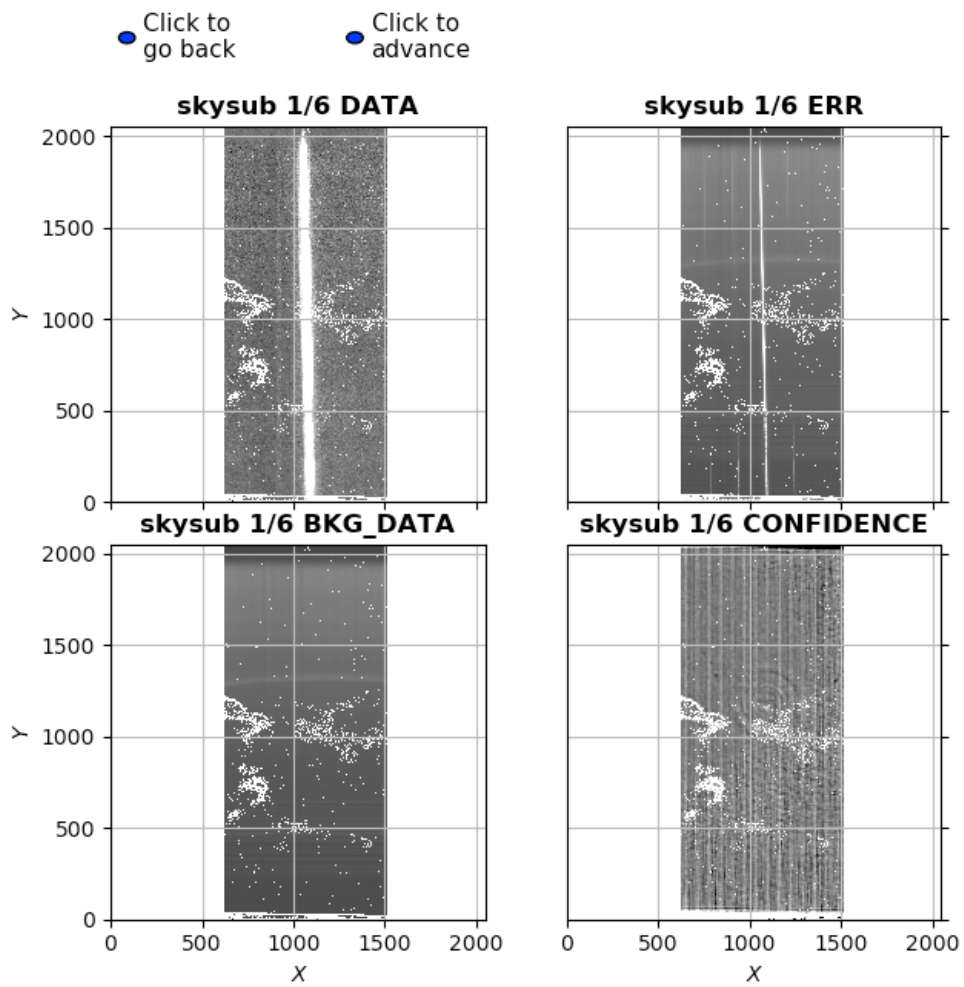 Click to
go back
Click to
advance
skysub 1/6 DATA
skysub 1/6 ERR
2000
1500
1000
500
0
Y
skysub 1/6 BKG_DATA
skysub 1/6 CONFIDENCE
2000
1500
1000
500
0
Y
0 500 1000 1500 2000
0 500 1000 1500 2000
X
X